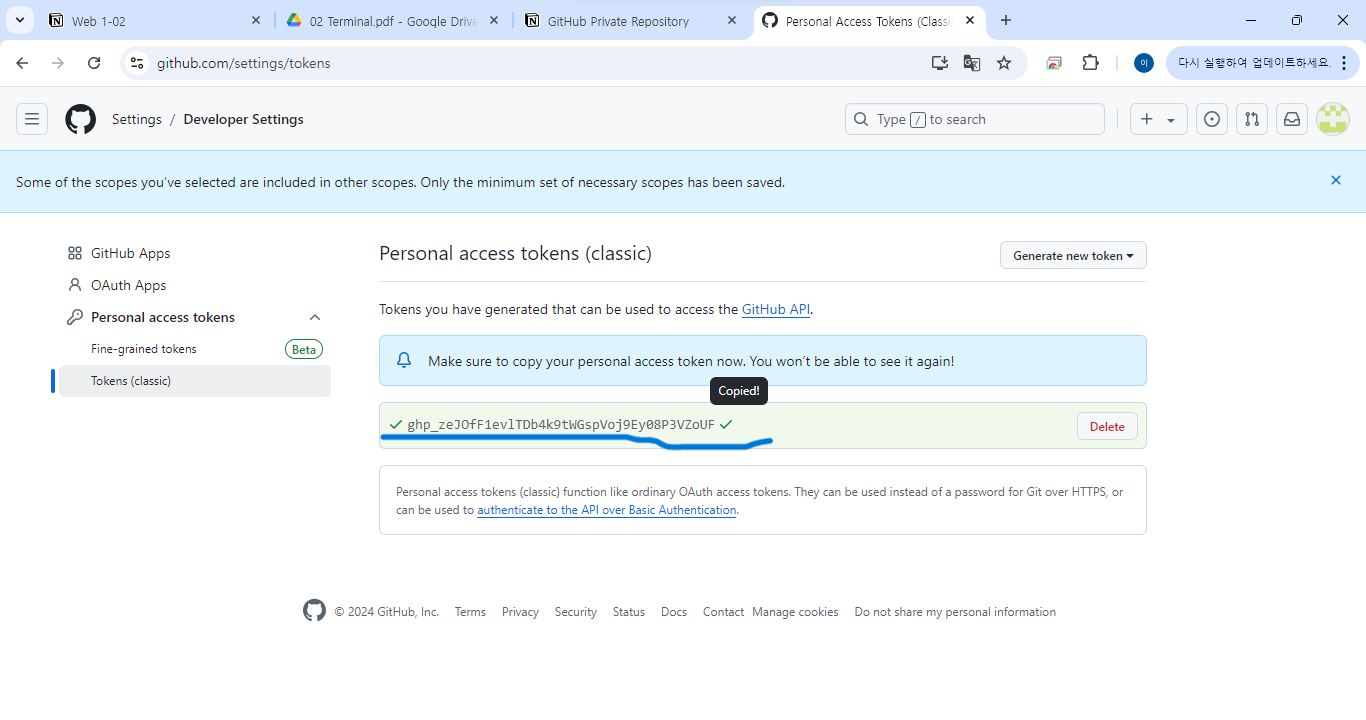 Web 1-02
02 Terminal.pdf - Google Drive
GitHub Private Repository
Personal Access Tokens (Classic
github.com/settings/tokens
이
다시 실행하여 업데이트하세요.
Settings / Developer Settings
Type / to search
Some of the scopes you've selected are included in other scopes. Only the minimum set of necessary scopes has been saved.
GitHub Apps
OAuth Apps
Personal access tokens
Fine-grained tokens
Beta
Tokens (classic)
Personal access tokens (classic)
Generate new token
Tokens you have generated that can be used to access the GitHub API.
Make sure to copy your personal access token now. You won't be able to see it again!
Copied!
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
Delete
Personal access tokens (classic) function like ordinary OAuth access tokens. They can be used instead of a password for Git over HTTPS, or
can be used to authenticate to the API over Basic Authentication.
© 2024 GitHub, Inc. Terms Privacy Security Status Docs Contact Manage cookies Do not share my personal information